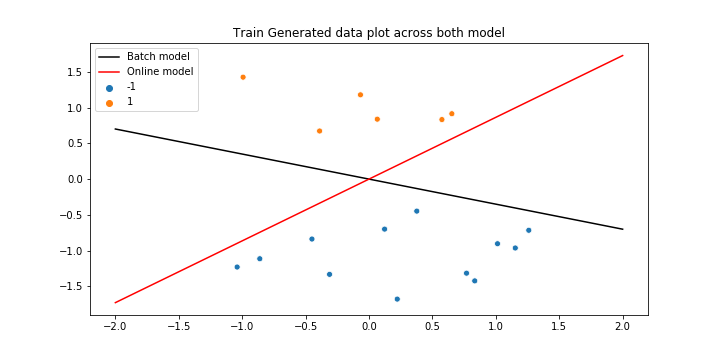 Train Generated data plot across both model
Batch model
Online model
-1
1
1.5
1.0
0.5
0.0
−0.5
−1.0
−1.5
−2.0 −1.5 −1.0 −0.5 0.0 0.5 1.0 1.5 2.0